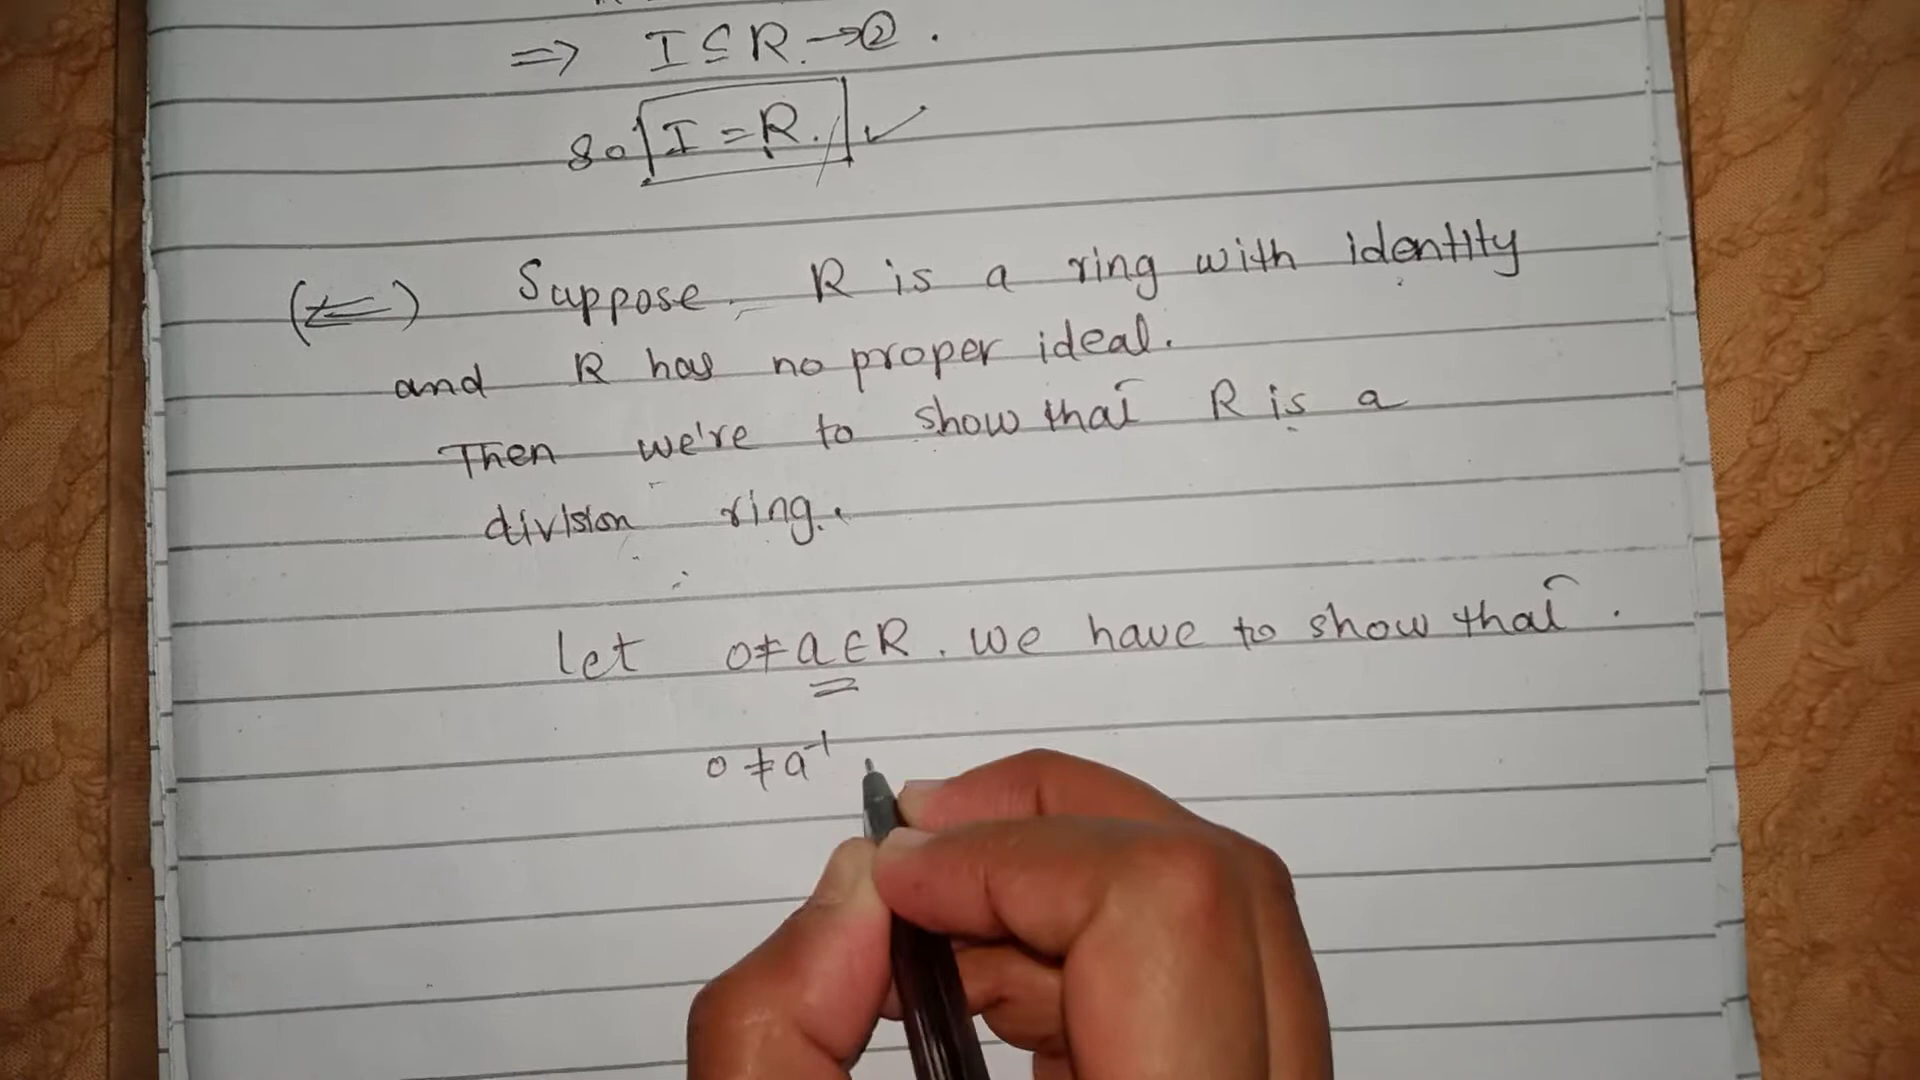 ⇒ I ⊆ R. → ②.
So I = R. ✓
(⇐) Suppose R is a ring with identity
and R has no proper ideal.
Then we're to show that R is a
division ring.
let 0 ≠ a ∈ R. we have to show that.
0 ≠ a⁻¹